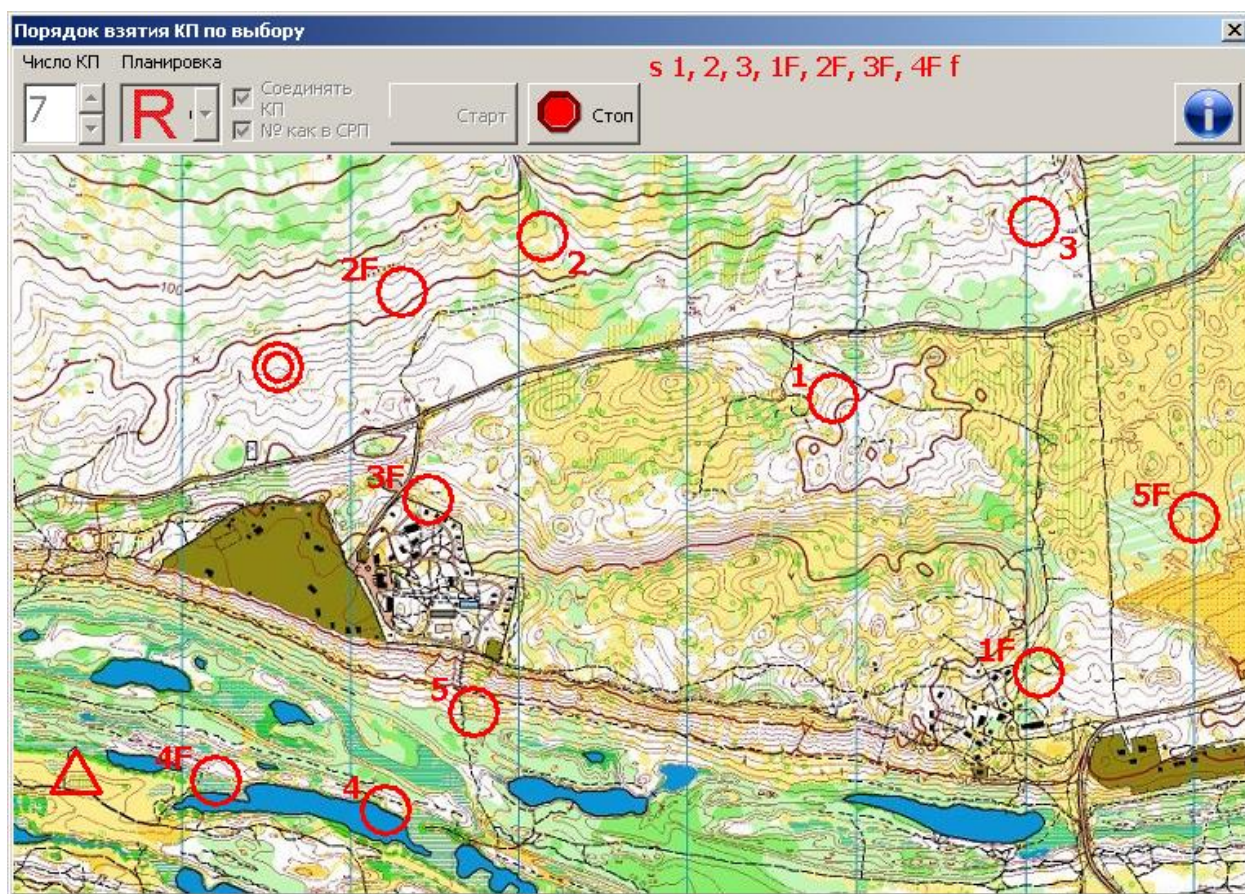 Порядок взятия КП по выбору
Число КП Планировка
s 1, 2, 3, 1F, 2F, 3F, 4F f
7
R
Соединять КП
№ как в СРП
Старт
Стоп
2
3
2F
100
1
3F
5F
1F
5
4F
4